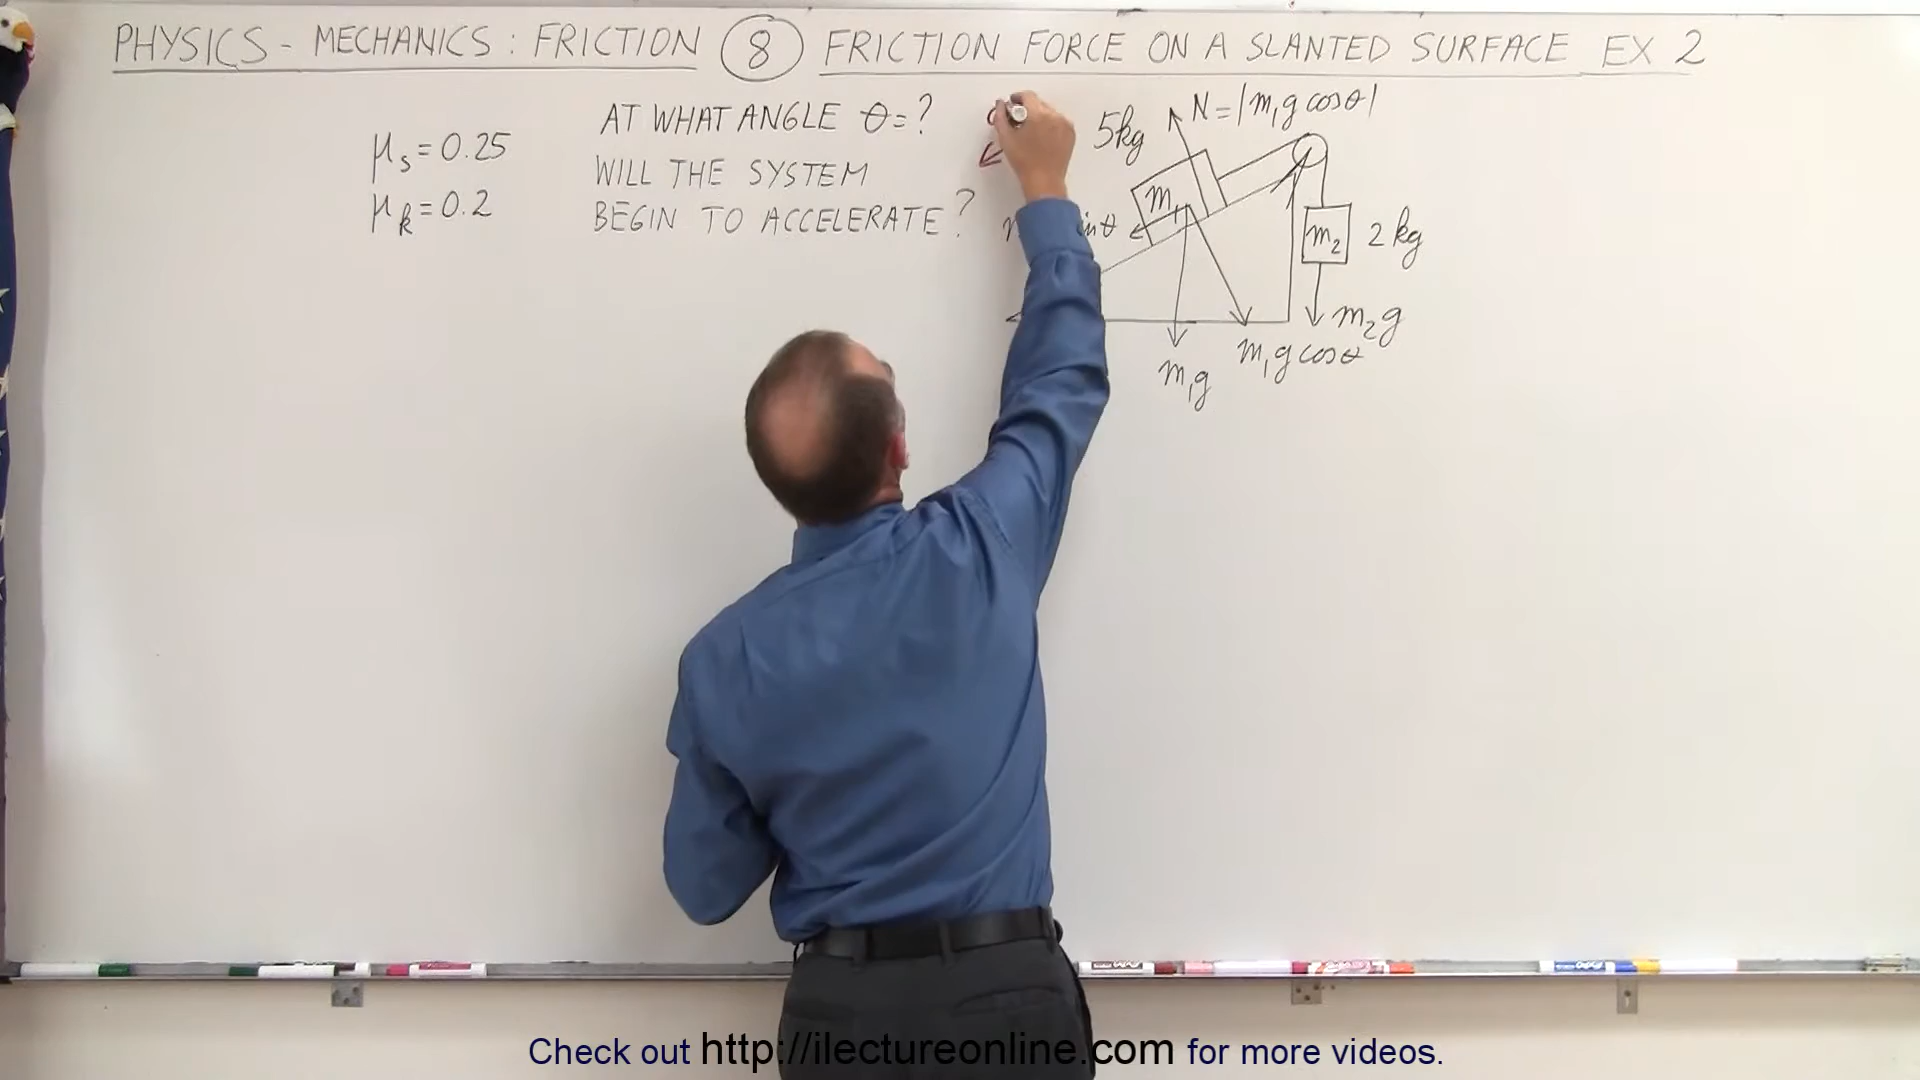 PHYSICS - MECHANICS : FRICTION 8 FRICTION FORCE ON A SLANTED SURFACE EX 2
μs = 0.25
μk = 0.2
AT WHAT ANGLE θ = ?
WILL THE SYSTEM
BEGIN TO ACCELERATE ?
5kg
N = |m₁g cosθ|
m₁
inθ
m₂
2 kg
m₂g
m₁g cosθ
m₁g
Check out http://ilectureonline.com for more videos.